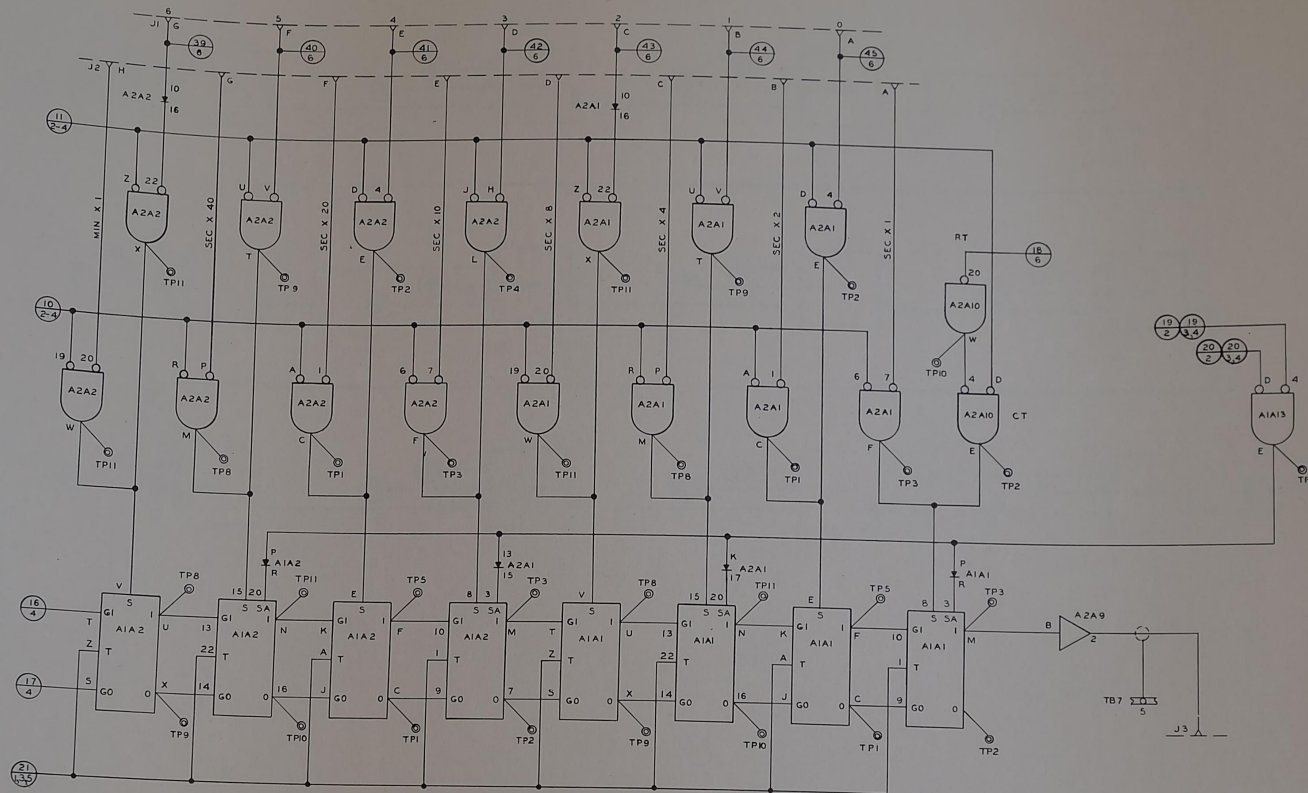 6 5 4 3 2 1 0
J1 G F E D C B A
39 8
40 6
41 6
42 6
43 6
44 6
45 6
J2 H G F E D C B A
A2A2 10 16
A2A1 10 16
11 2-4
Z 22 U V D 4 J H Z 22 U V D 4
A2A2 A2A2 A2A2 A2A2 A2A1 A2A1 A2A1
X T E L X T E
TP11 TP9 TP2 TP4 TP11 TP9 TP2
MIN X 1
SEC X 40
SEC X 20
SEC X 10
SEC X 8
SEC X 4
SEC X 2
SEC X 1
RT
18 6
20
A2A10
W
TP10
10 2-4
19 2
19 3,4
20 2
20 3,4
19 20 R P A 1 6 7 19 20 R P A 1 6 7 4 D D 4
A2A2 A2A2 A2A2 A2A2 A2A1 A2A1 A2A1 A2A1 A2A10 CT A1A13
W M C F W M C F E E
TP11 TP8 TP1 TP3 TP11 TP8 TP1 TP3 TP2 TP
P A1A2 R
13 A2A1 15
K A2A1 17
P A1A1 R
TP8 TP11 TP5 TP3 TP8 TP11 TP5 TP3
V 15 20 E 8 3 V 15 20 E 8 3
S S SA S S SA S S SA S S SA
16 4
T G1 1 U 13 G1 1 N K G1 1 F 10 G1 1 M T G1 1 U 13 G1 1 N K G1 1 F 10 G1 1 M
A1A2 A1A2 A1A2 A1A2 A1A1 A1A1 A1A1 A1A1
Z T 22 T A T 1 T Z T 22 T A T 1 T
17 4
S G0 0 X 14 G0 0 16 J G0 0 C 9 G0 0 7 S G0 0 X 14 G0 0 16 J G0 0 C 9 G0 0
TP9 TP10 TP1 TP2 TP9 TP10 TP1 TP2
B A2A9 2
TB7 5
J3
21 1,3,5